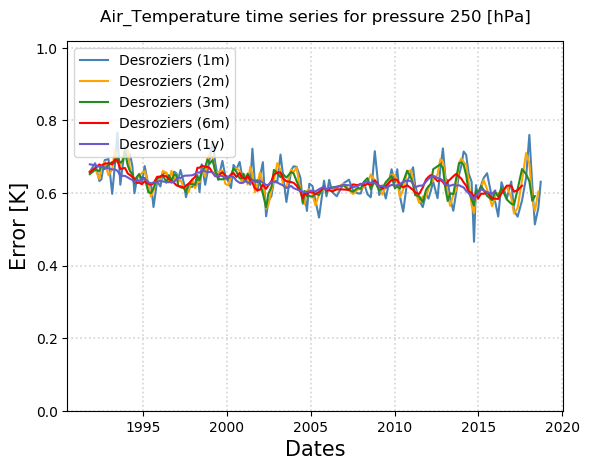 Air_Temperature time series for pressure 250 [hPa]
Desroziers (1m)
Desroziers (2m)
Desroziers (3m)
Desroziers (6m)
Desroziers (1y)
Error [K]
1.0
0.8
0.6
0.4
0.2
0.0
1995 2000 2005 2010 2015 2020
Dates